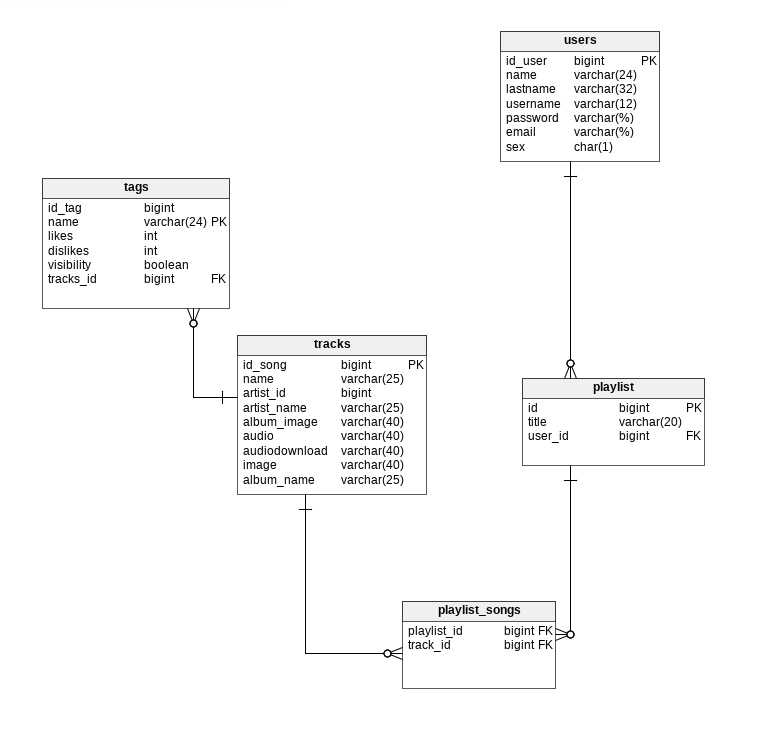 users
id_user bigint PK
name varchar(24)
lastname varchar(32)
username varchar(12)
password varchar(%)
email varchar(%)
sex char(1)
tags
id_tag bigint
name varchar(24) PK
likes int
dislikes int
visibility boolean
tracks_id bigint FK
tracks
id_song bigint PK
name varchar(25)
artist_id bigint
artist_name varchar(25)
album_image varchar(40)
audio varchar(40)
audiodownload varchar(40)
image varchar(40)
album_name varchar(25)
playlist
id bigint PK
title varchar(20)
user_id bigint FK
playlist_songs
playlist_id bigint FK
track_id bigint FK